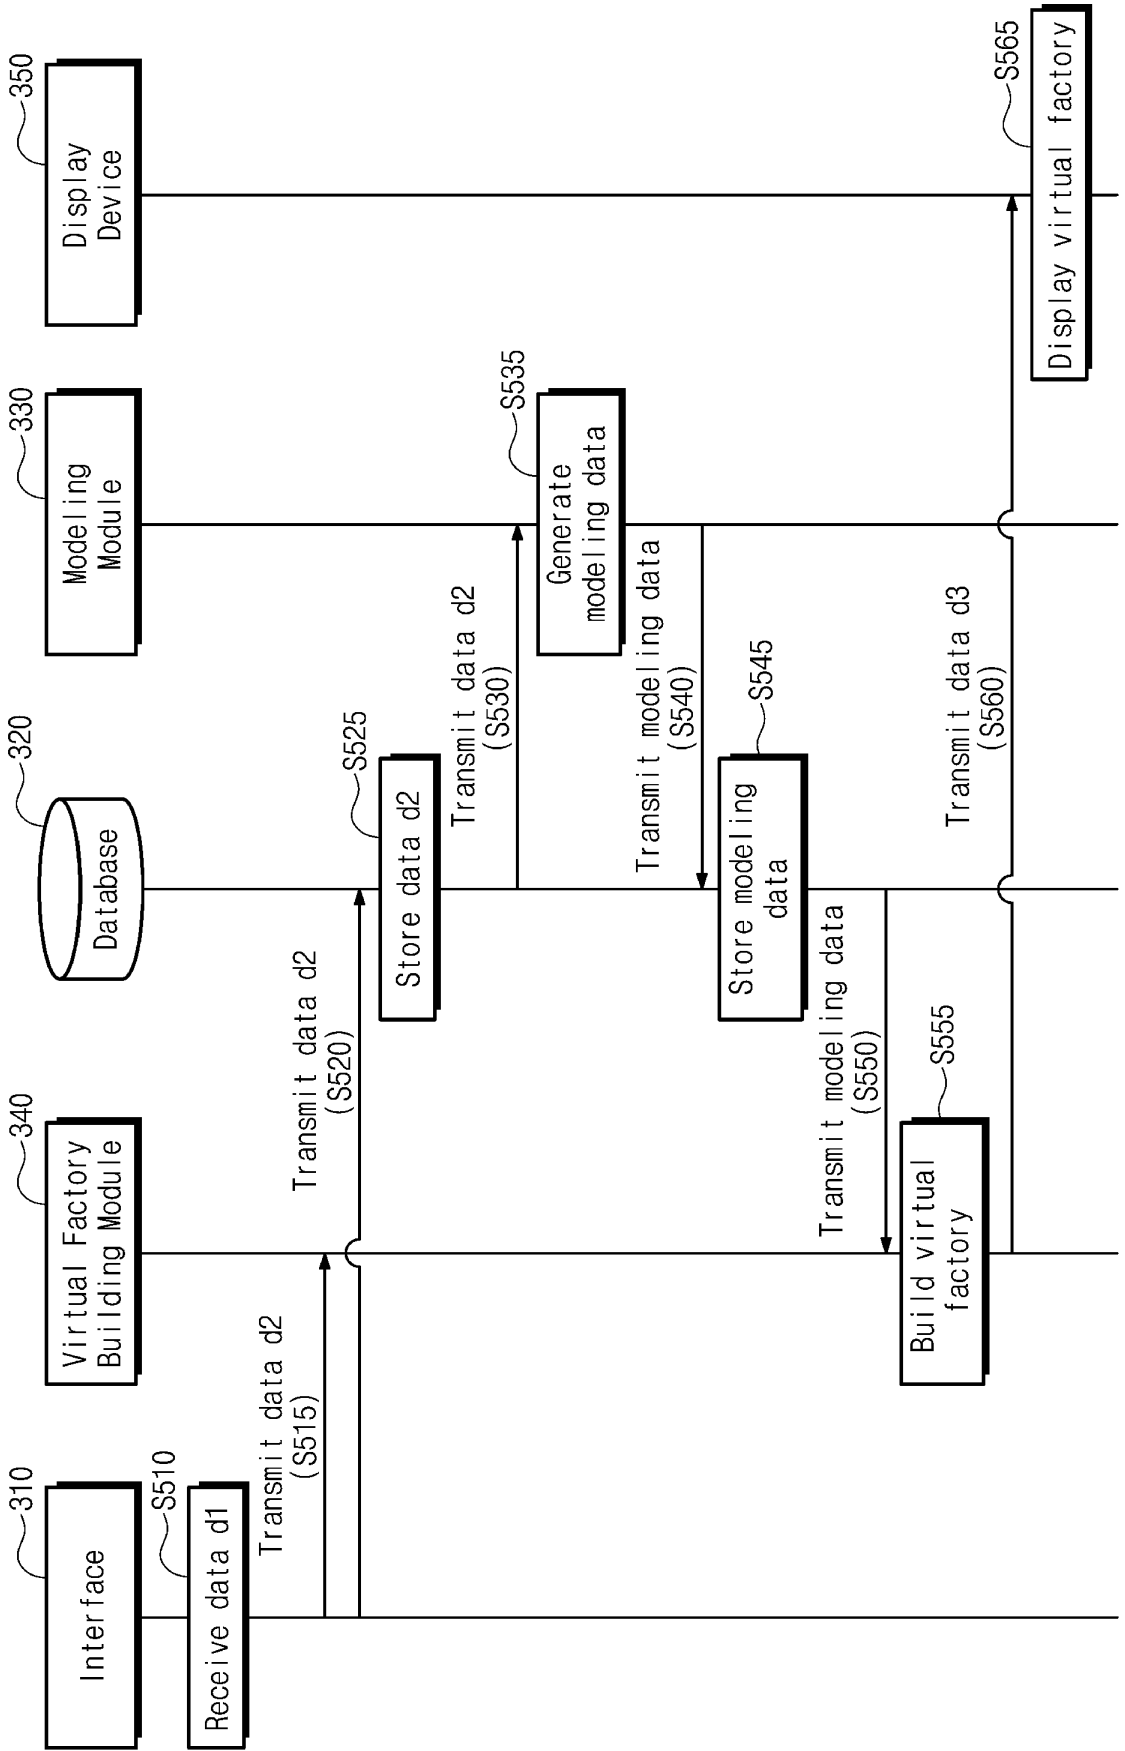 310
Interface
340
Virtual Factory
Building Module
320
Database
330
Modeling
Module
350
Display
Device
S510
Receive data d1
Transmit data d2
(S515)
Transmit data d2
(S520)
S525
Store data d2
Transmit data d2
(S530)
S535
Generate
modeling data
Transmit modeling data
(S540)
S545
Store modeling
data
Transmit modeling data
(S550)
S555
Build virtual
factory
Transmit data d3
(S560)
S565
Display virtual factory